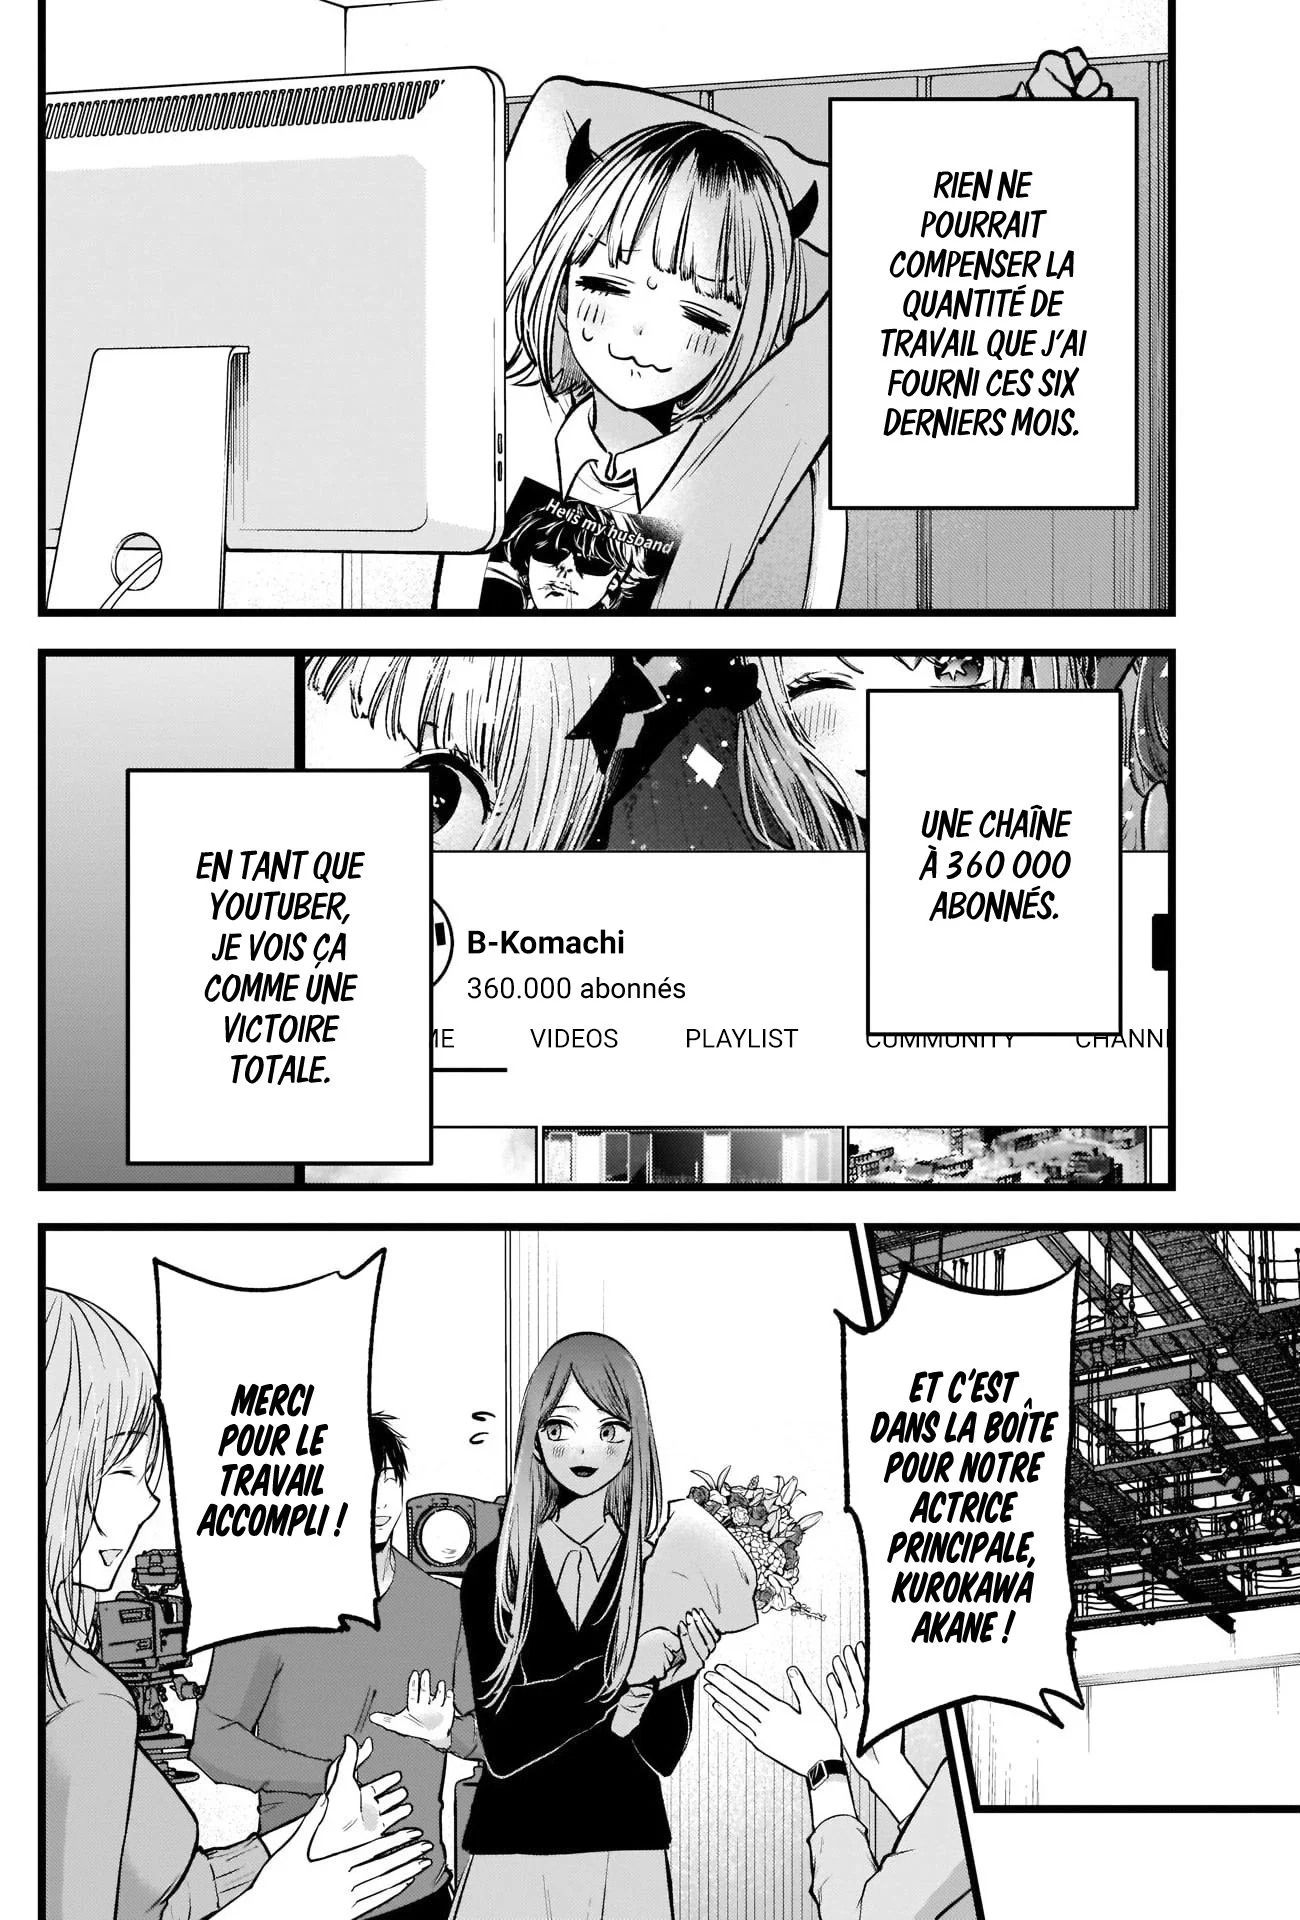 RIEN NE
POURRAIT
COMPENSER LA
QUANTITÉ DE
TRAVAIL QUE J'AI
FOURNI CES SIX
DERNIERS MOIS.
He is my husband
UNE CHAÎNE
À 360 000
ABONNÉS.
EN TANT QUE
YOUTUBER,
JE VOIS ÇA
COMME UNE
VICTOIRE
TOTALE.
B-Komachi
360.000 abonnés
ME VIDEOS PLAYLIST COMMUNITY CHANNE
ET C'EST
DANS LA BOÎTE
POUR NOTRE
ACTRICE
PRINCIPALE,
KUROKAWA
AKANE !
MERCI
POUR LE
TRAVAIL
ACCOMPLI !